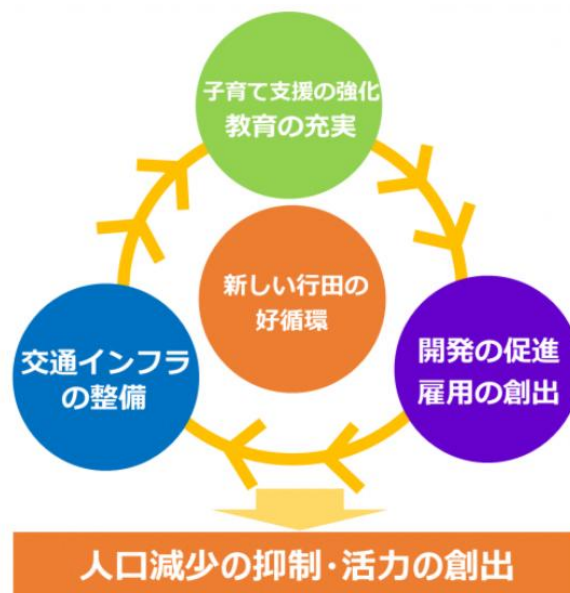 子育て支援の強化
教育の充実
新しい行田の
好循環
交通インフラ
の整備
開発の促進
雇用の創出
人口減少の抑制・活力の創出